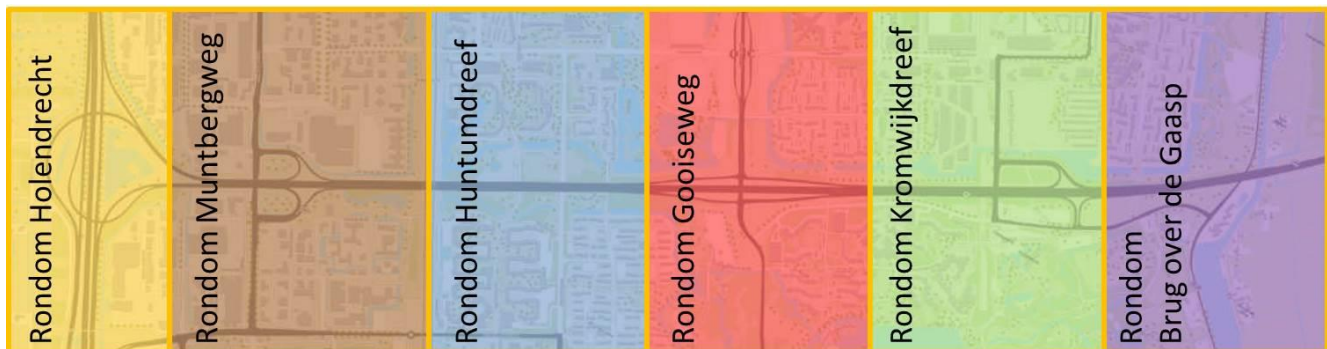 Rondom Holendrecht
Rondom Muntbergweg
Rondom Huntumdreef
Rondom Gooiseweg
Rondom Kromwijkdreef
Rondom
Brug over de Gaasp